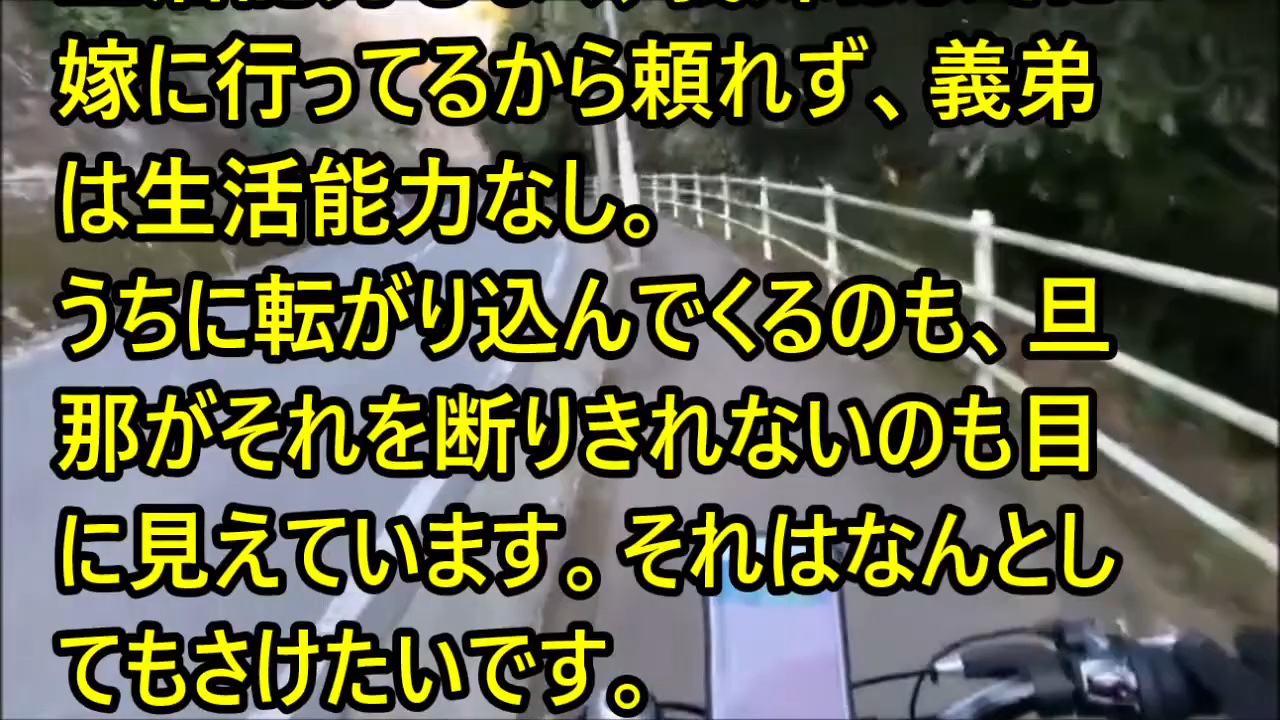 嫁に行ってるから頼れず、義弟
は生活能力なし。
うちに転がり込んでくるのも、旦
那がそれを断りきれないのも目
に見えています。それはなんとし
てもさけたいです。